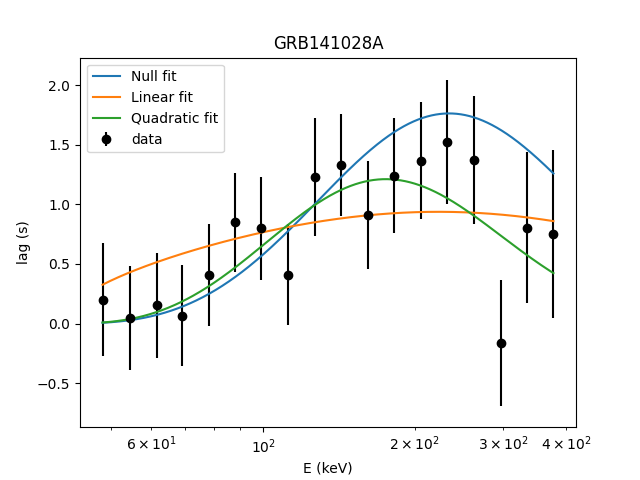 GRB141028A
Null fit
Linear fit
Quadratic fit
data
lag (s)
2.0
1.5
1.0
0.5
0.0
−0.5
6 × 10¹
10²
2 × 10²
3 × 10²
4 × 10²
E (keV)